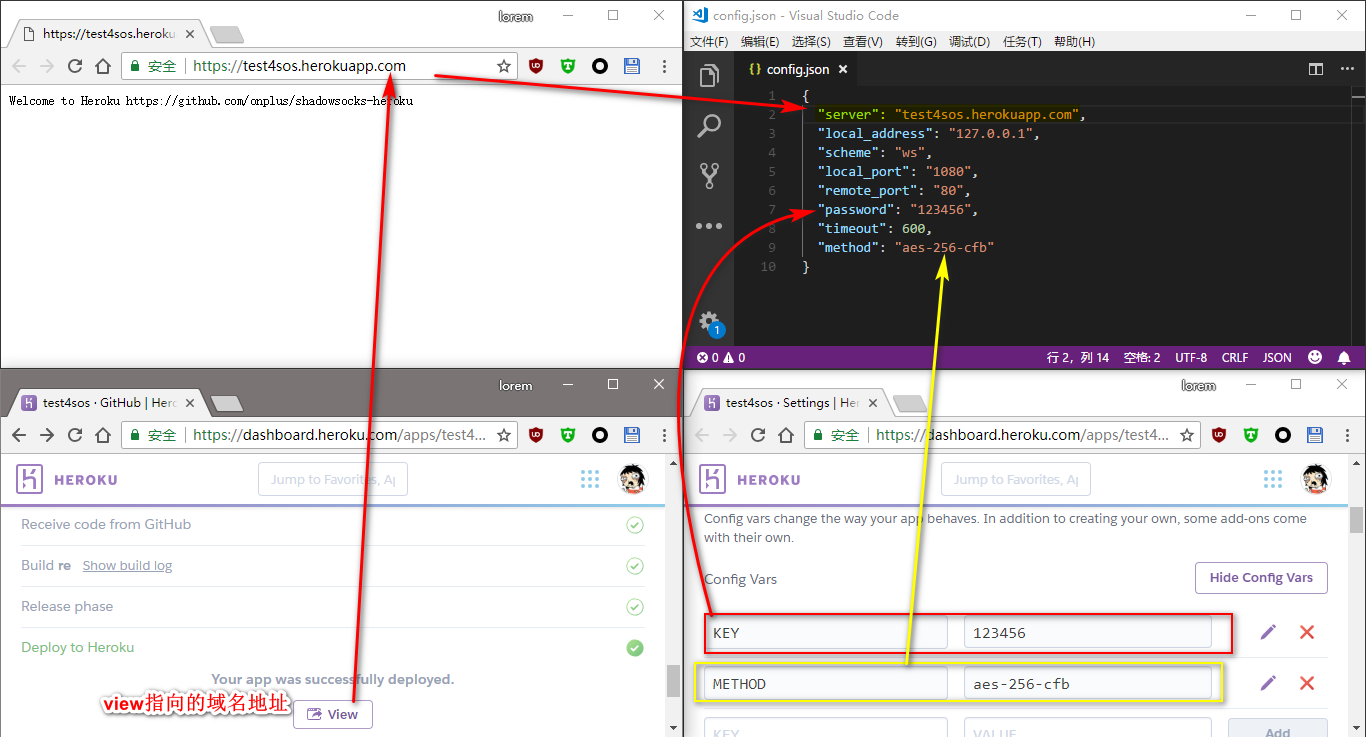 lorem
https://test4sos.heroku
安全 https://test4sos.herokuapp.com
Welcome to Heroku https://github.com/onplus/shadowsocks-heroku
config.json - Visual Studio Code
文件(F) 编辑(E) 选择(S) 查看(V) 转到(G) 调试(D) 任务(T) 帮助(H)
{} config.json
1 {
2 "server": "test4sos.herokuapp.com",
3 "local_address": "127.0.0.1",
4 "scheme": "ws",
5 "local_port": "1080",
6 "remote_port": "80",
7 "password": "123456",
8 "timeout": 600,
9 "method": "aes-256-cfb"
10 }
1
0 0 行 2，列 14 空格: 2 UTF-8 CRLF JSON
lorem
test4sos · GitHub | Hero
安全 https://dashboard.heroku.com/apps/test4...
HEROKU Jump to Favorites, Ap
Receive code from GitHub
Build re Show build log
Release phase
Deploy to Heroku
Your app was successfully deployed.
view指向的域名地址
View
lorem
test4sos · Settings | Her
安全 https://dashboard.heroku.com/apps/test4...
HEROKU Jump to Favorites, Ap
Config vars change the way your app behaves. In addition to creating your own, some add-ons come
with their own.
Config Vars Hide Config Vars
KEY 123456
METHOD aes-256-cfb
KEY VALUE Add